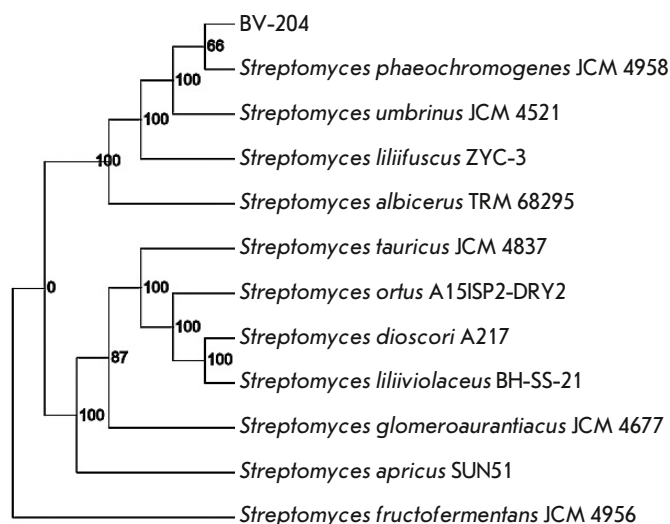 BV-204
66
Streptomyces phaeochromogenes JCM 4958
100
Streptomyces umbrinus JCM 4521
100
Streptomyces liliifuscus ZYC-3
100
Streptomyces albicerus TRM 68295
Streptomyces tauricus JCM 4837
0
100
Streptomyces ortus A15ISP2-DRY2
100
Streptomyces dioscori A217
87
100
Streptomyces liliiviolaceus BH-SS-21
100
Streptomyces glomeroaurantiacus JCM 4677
Streptomyces apricus SUN51
Streptomyces fructofermentans JCM 4956